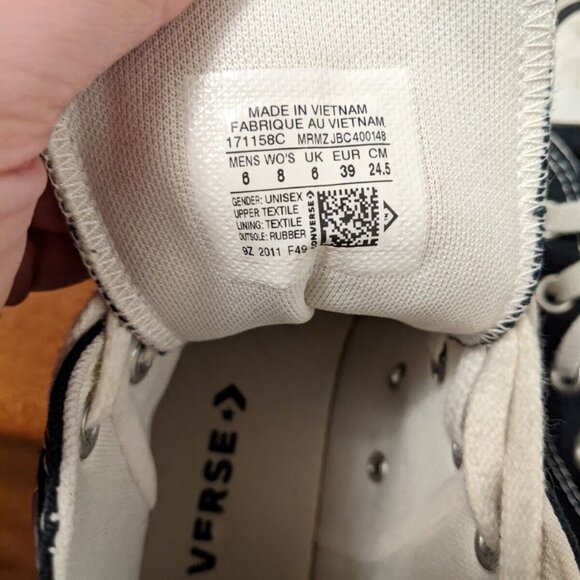 MADE IN VIETNAM
FABRIQUE AU VIETNAM
171158C MRMZJBC400148
MENS WO'S UK EUR CM
6 8 6 39 24.5
GENDER: UNISEX
UPPER TEXTILE
LINING: TEXTILE
OUTSOLE: RUBBER
CONVERSE
TM
9Z 2011 F49
VERSE